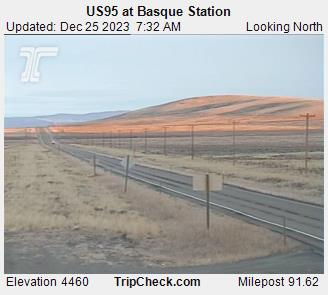 US95 at Basque Station
Updated: Dec 25 2023 7:32 AM Looking North
Elevation 4460 TripCheck.com Milepost 91.62